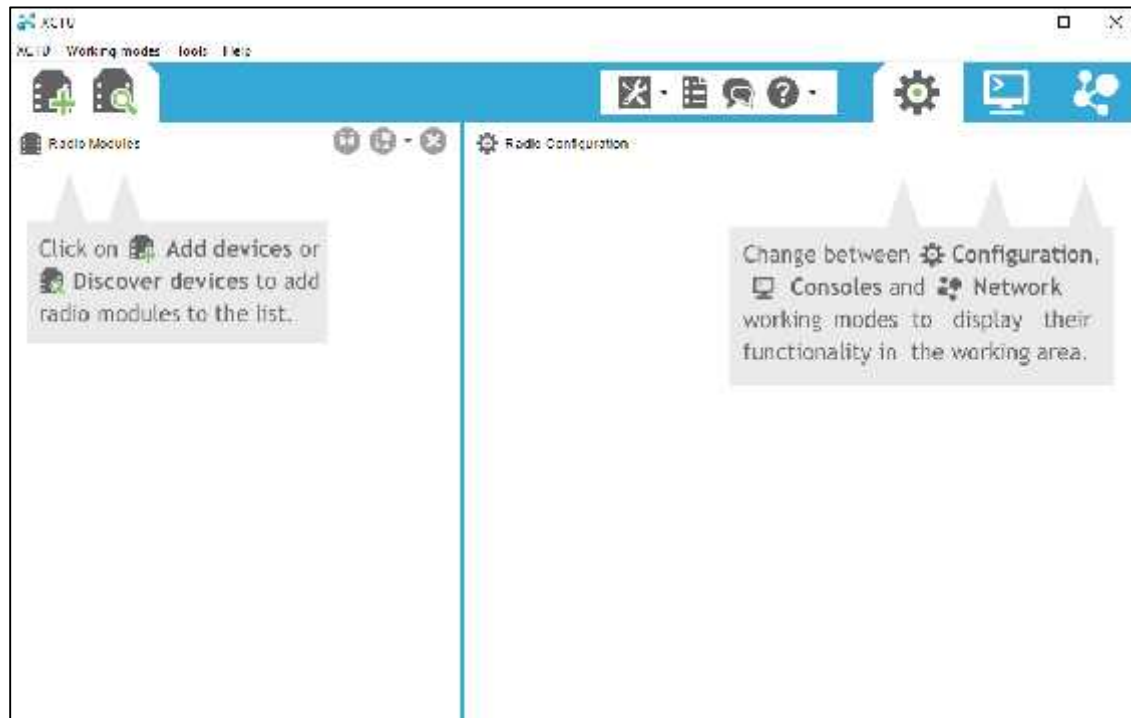 XCTU
XCTU Working modes Tools Help
Radio Modules
Radio Configuration
Click on Add devices or
Discover devices to add
radio modules to the list.
Change between Configuration,
Consoles and Network
working modes to display their
functionality in the working area.